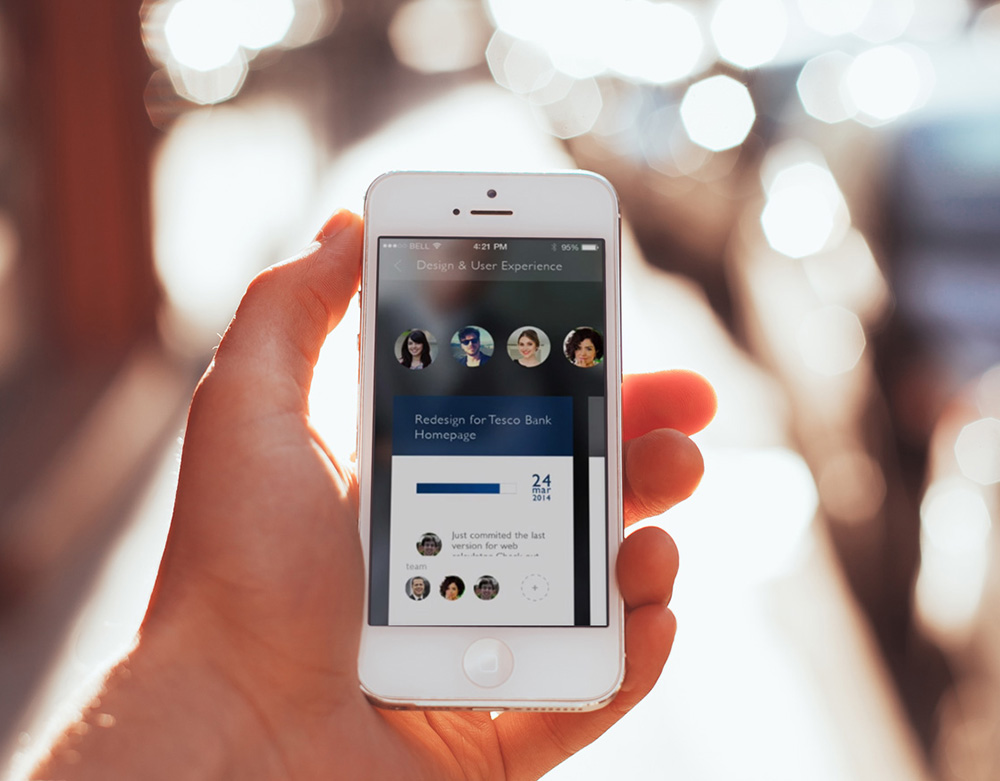 BELL 4:21 PM 95%
Design & User Experience
Redesign for Tesco Bank
Homepage
24
mar
2014
Just commited the last
version for web
team